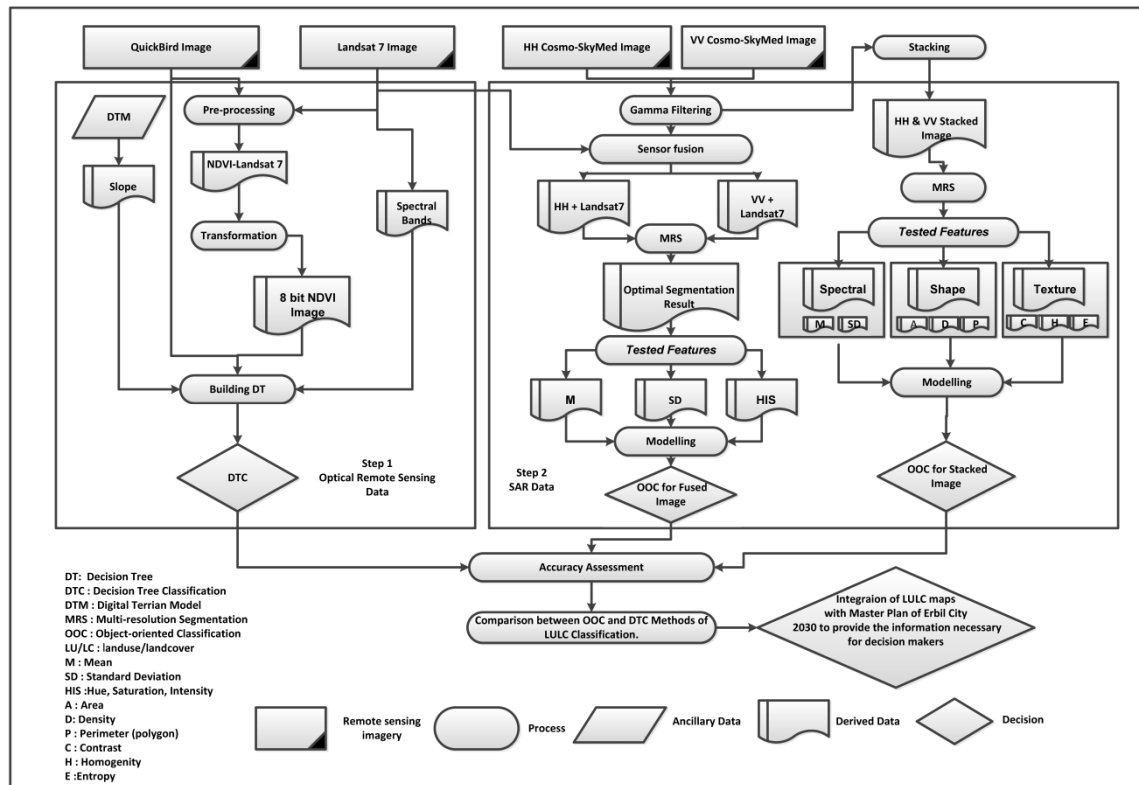 QuickBird Image
Landsat 7 Image
HH Cosmo-SkyMed Image
VV Cosmo-SkyMed Image
Stacking
DTM
Pre-processing
Gamma Filtering
HH & VV Stacked
Image
Sensor fusion
Slope
NDVI-Landsat 7
Spectral
Bands
HH + Landsat7
VV +
Landsat7
MRS
Transformation
MRS
Tested Features
8 bit NDVI
Image
Optimal Segmentation
Result
Spectral
M
SD
Shape
A
D
P
Texture
C
H
E
Tested Features
Building DT
M
SD
HIS
Modelling
Modelling
DTC
Step 1
Optical Remote Sensing
Data
Step 2
SAR Data
OOC for Fused
Image
OOC for Stacked
Image
Accuracy Assessment
Comparison between OOC and DTC Methods of
LULC Classification.
Integraion of LULC maps
with Master Plan of Erbil City
2030 to provide the information necessary
for decision makers
DT: Decision Tree
DTC : Decision Tree Classification
DTM : Digital Terrian Model
MRS : Multi-resolution Segmentation
OOC : Object-oriented Classification
LU/LC : landuse/landcover
M : Mean
SD : Standard Deviation
HIS :Hue, Saturation, Intensity
A : Area
D: Density
P : Perimeter (polygon)
C : Contrast
H : Homogenity
E :Entropy
Remote sensing
imagery
Process
Ancillary Data
Derived Data
Decision